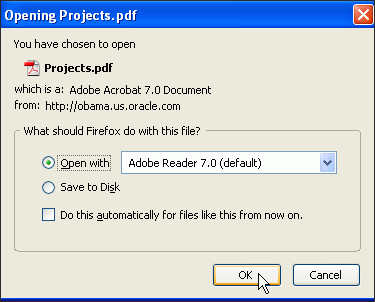 Opening Projects.pdf
You have chosen to open
Projects.pdf
which is a: Adobe Acrobat 7.0 Document
from: http://obama.us.oracle.com
What should Firefox do with this file?
Open with Adobe Reader 7.0 (default)
Save to Disk
Do this automatically for files like this from now on.
OK Cancel